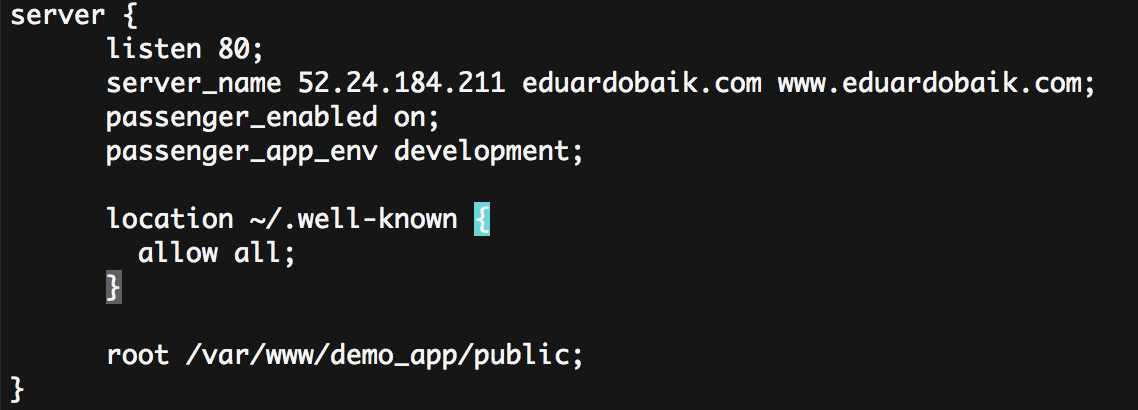 server {
listen 80;
server_name 52.24.184.211 eduardobaik.com www.eduardobaik.com;
passenger_enabled on;
passenger_app_env development;
location ~/.well-known {
allow all;
}
root /var/www/demo_app/public;
}